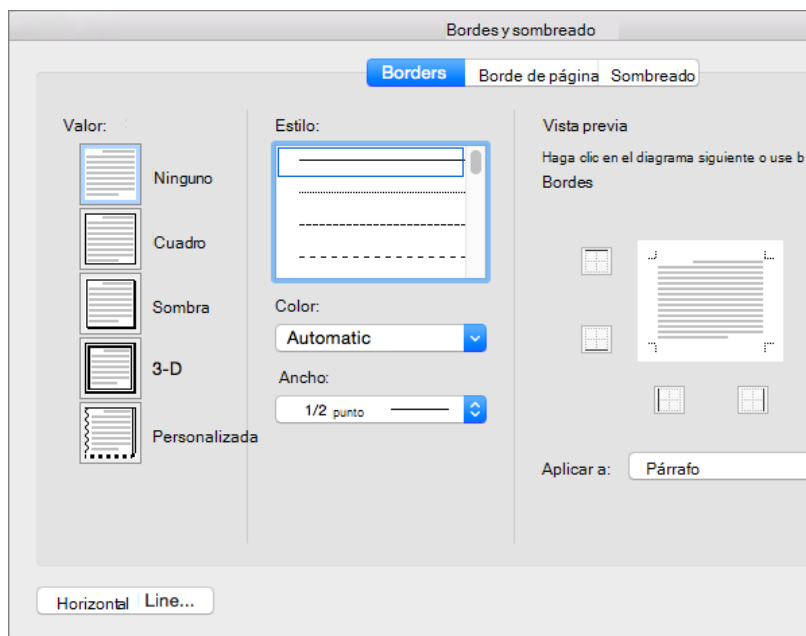 Bordes y sombreado
Borders Borde de página Sombreado
Valor:
Ninguno
Cuadro
Sombra
3-D
Personalizada
Estilo:
Color:
Automatic
Ancho:
1/2 punto
Vista previa
Haga clic en el diagrama siguiente o use b
Bordes
Aplicar a: Párrafo
Horizontal Line...